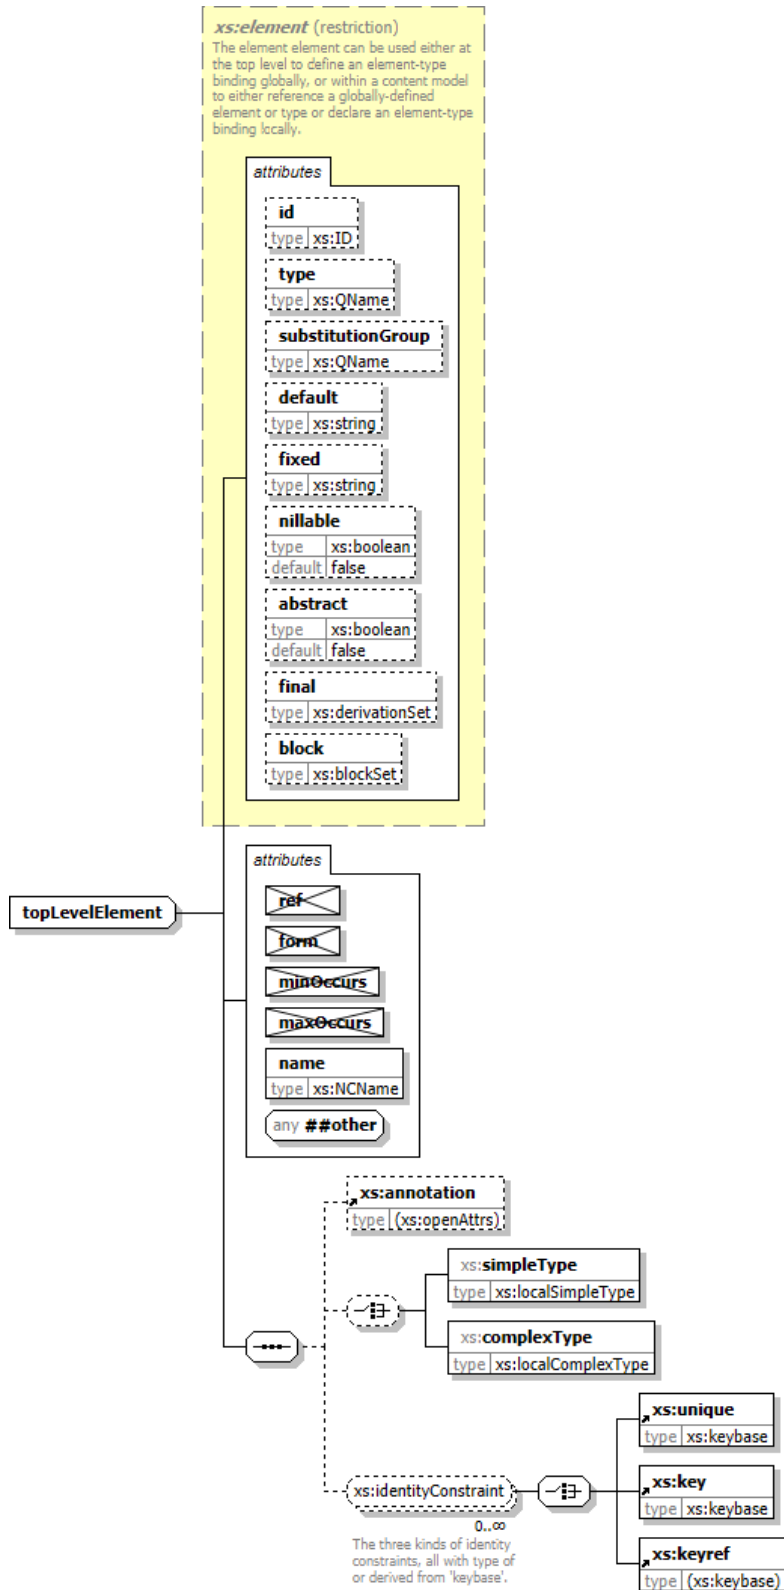 xs:element (restriction)
The element element can be used either at
the top level to define an element-type
binding globally, or within a content model
to either reference a globally-defined
element or type or declare an element-type
binding locally.
attributes
id
type xs:ID
type
type xs:QName
substitutionGroup
type xs:QName
default
type xs:string
fixed
type xs:string
nillable
type xs:boolean
default false
abstract
type xs:boolean
default false
final
type xs:derivationSet
block
type xs:blockSet
attributes
ref
form
minOccurs
maxOccurs
name
type xs:NCName
any ##other
topLevelElement
xs:annotation
type (xs:openAttrs)
xs:simpleType
type xs:localSimpleType
xs:complexType
type xs:localComplexType
xs:identityConstraint
0..∞
The three kinds of identity
constraints, all with type of
or derived from 'keybase'.
xs:unique
type xs:keybase
xs:key
type xs:keybase
xs:keyref
type (xs:keybase)